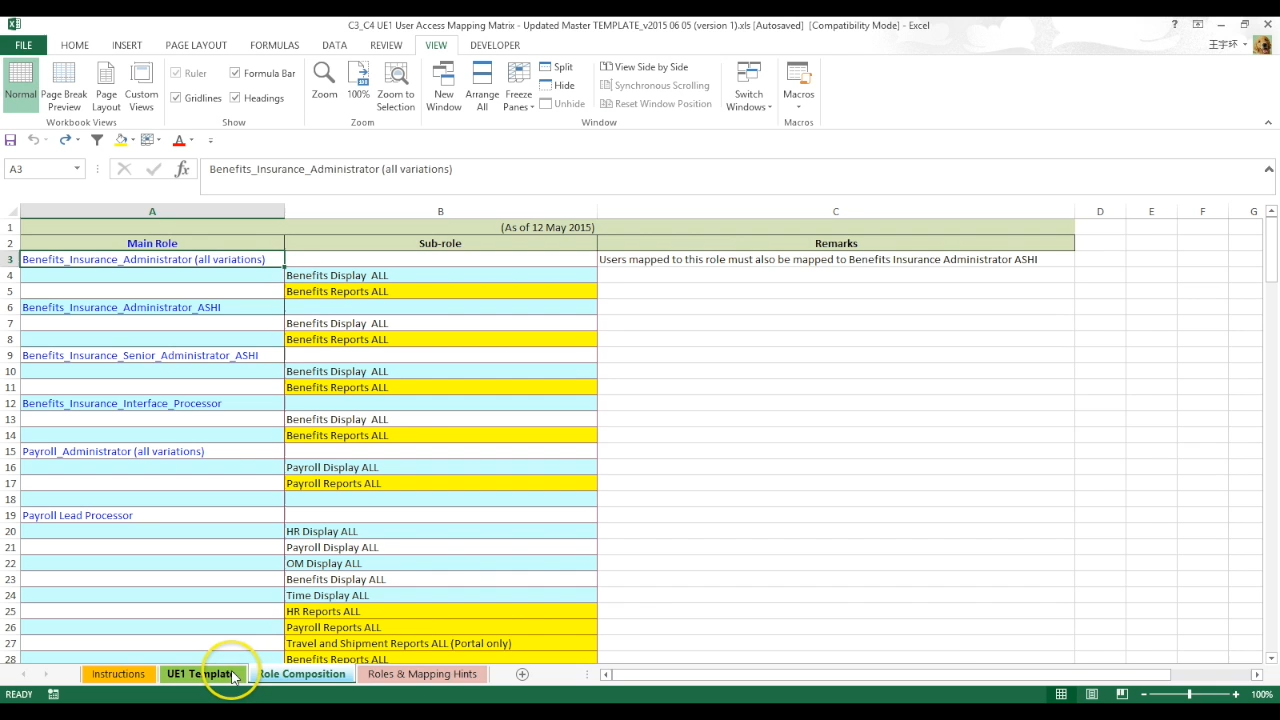 C3_C4 UE1 User Access Mapping Matrix - Updated Master TEMPLATE_v2015 06 05 (version 1).xls [Autosaved] [Compatibility Mode] - Excel
FILE HOME INSERT PAGE LAYOUT FORMULAS DATA REVIEW VIEW DEVELOPER 王宇环
Normal Page Break Preview Page Layout Custom Views
Ruler Formula Bar
Gridlines Headings
Zoom 100% Zoom to Selection
New Window Arrange All Freeze Panes
Split
Hide
Unhide
View Side by Side
Synchronous Scrolling
Reset Window Position
Switch Windows Macros
Workbook Views Show Zoom Window Macros
A3 fx Benefits_Insurance_Administrator (all variations)
A B C D E F G
1 (As of 12 May 2015)
2 Main Role Sub-role Remarks
3 Benefits_Insurance_Administrator (all variations) Users mapped to this role must also be mapped to Benefits Insurance Administrator ASHI
4 Benefits Display ALL
5 Benefits Reports ALL
6 Benefits_Insurance_Administrator_ASHI
7 Benefits Display ALL
8 Benefits Reports ALL
9 Benefits_Insurance_Senior_Administrator_ASHI
10 Benefits Display ALL
11 Benefits Reports ALL
12 Benefits_Insurance_Interface_Processor
13 Benefits Display ALL
14 Benefits Reports ALL
15 Payroll_Administrator (all variations)
16 Payroll Display ALL
17 Payroll Reports ALL
18
19 Payroll Lead Processor
20 HR Display ALL
21 Payroll Display ALL
22 OM Display ALL
23 Benefits Display ALL
24 Time Display ALL
25 HR Reports ALL
26 Payroll Reports ALL
27 Travel and Shipment Reports ALL (Portal only)
28 Benefits Reports ALL
Instructions UE1 Template Role Composition Roles & Mapping Hints
READY 100%